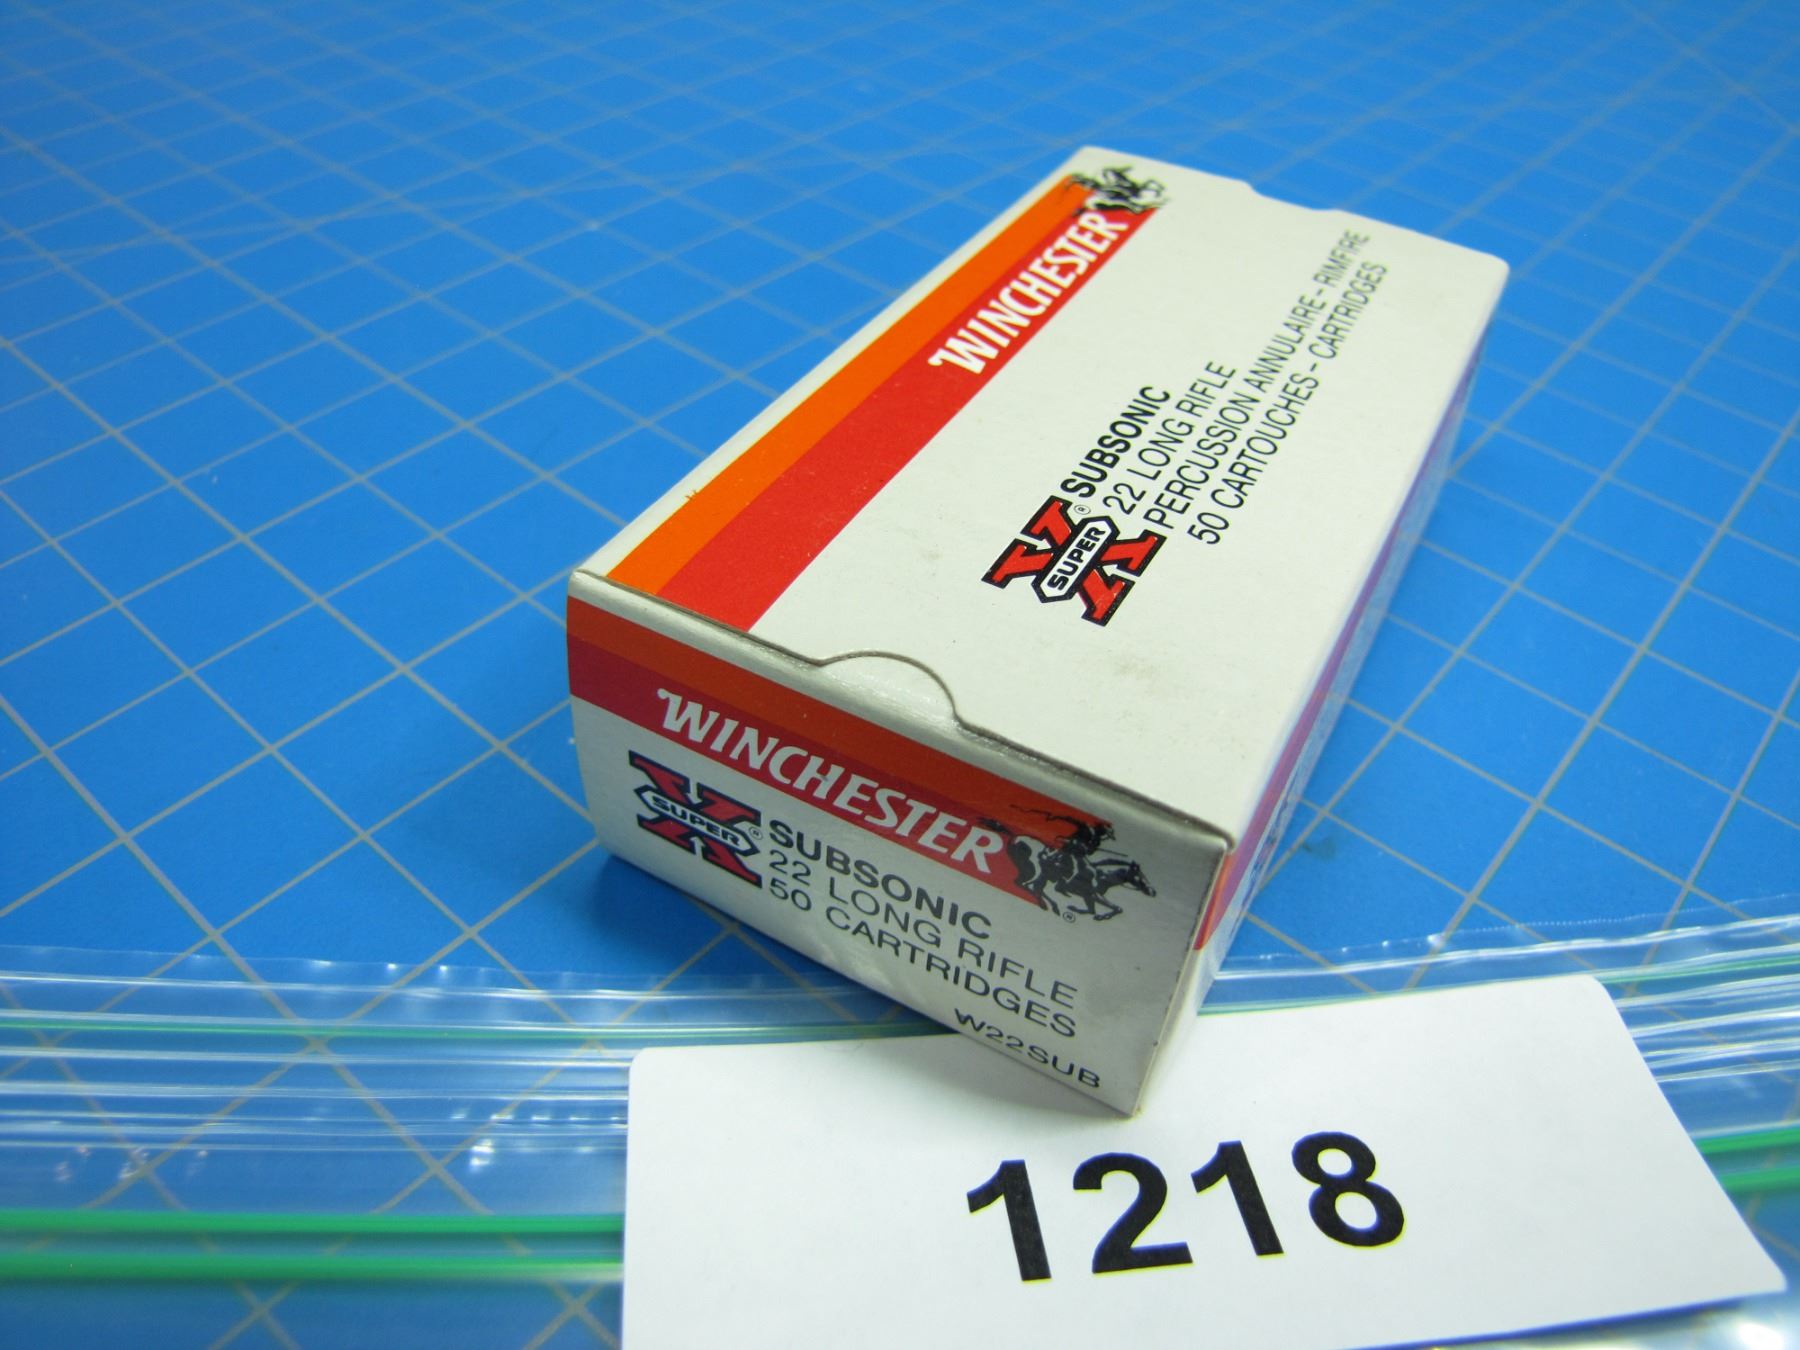 WINCHESTER
SUPER X ® SUBSONIC
22 LONG RIFLE
PERCUSSION ANNULAIRE - RIMFIRE
50 CARTOUCHES - CARTRIDGES
WINCHESTER ®
SUPER X ® SUBSONIC
22 LONG RIFLE
50 CARTRIDGES
W22SUB
1218